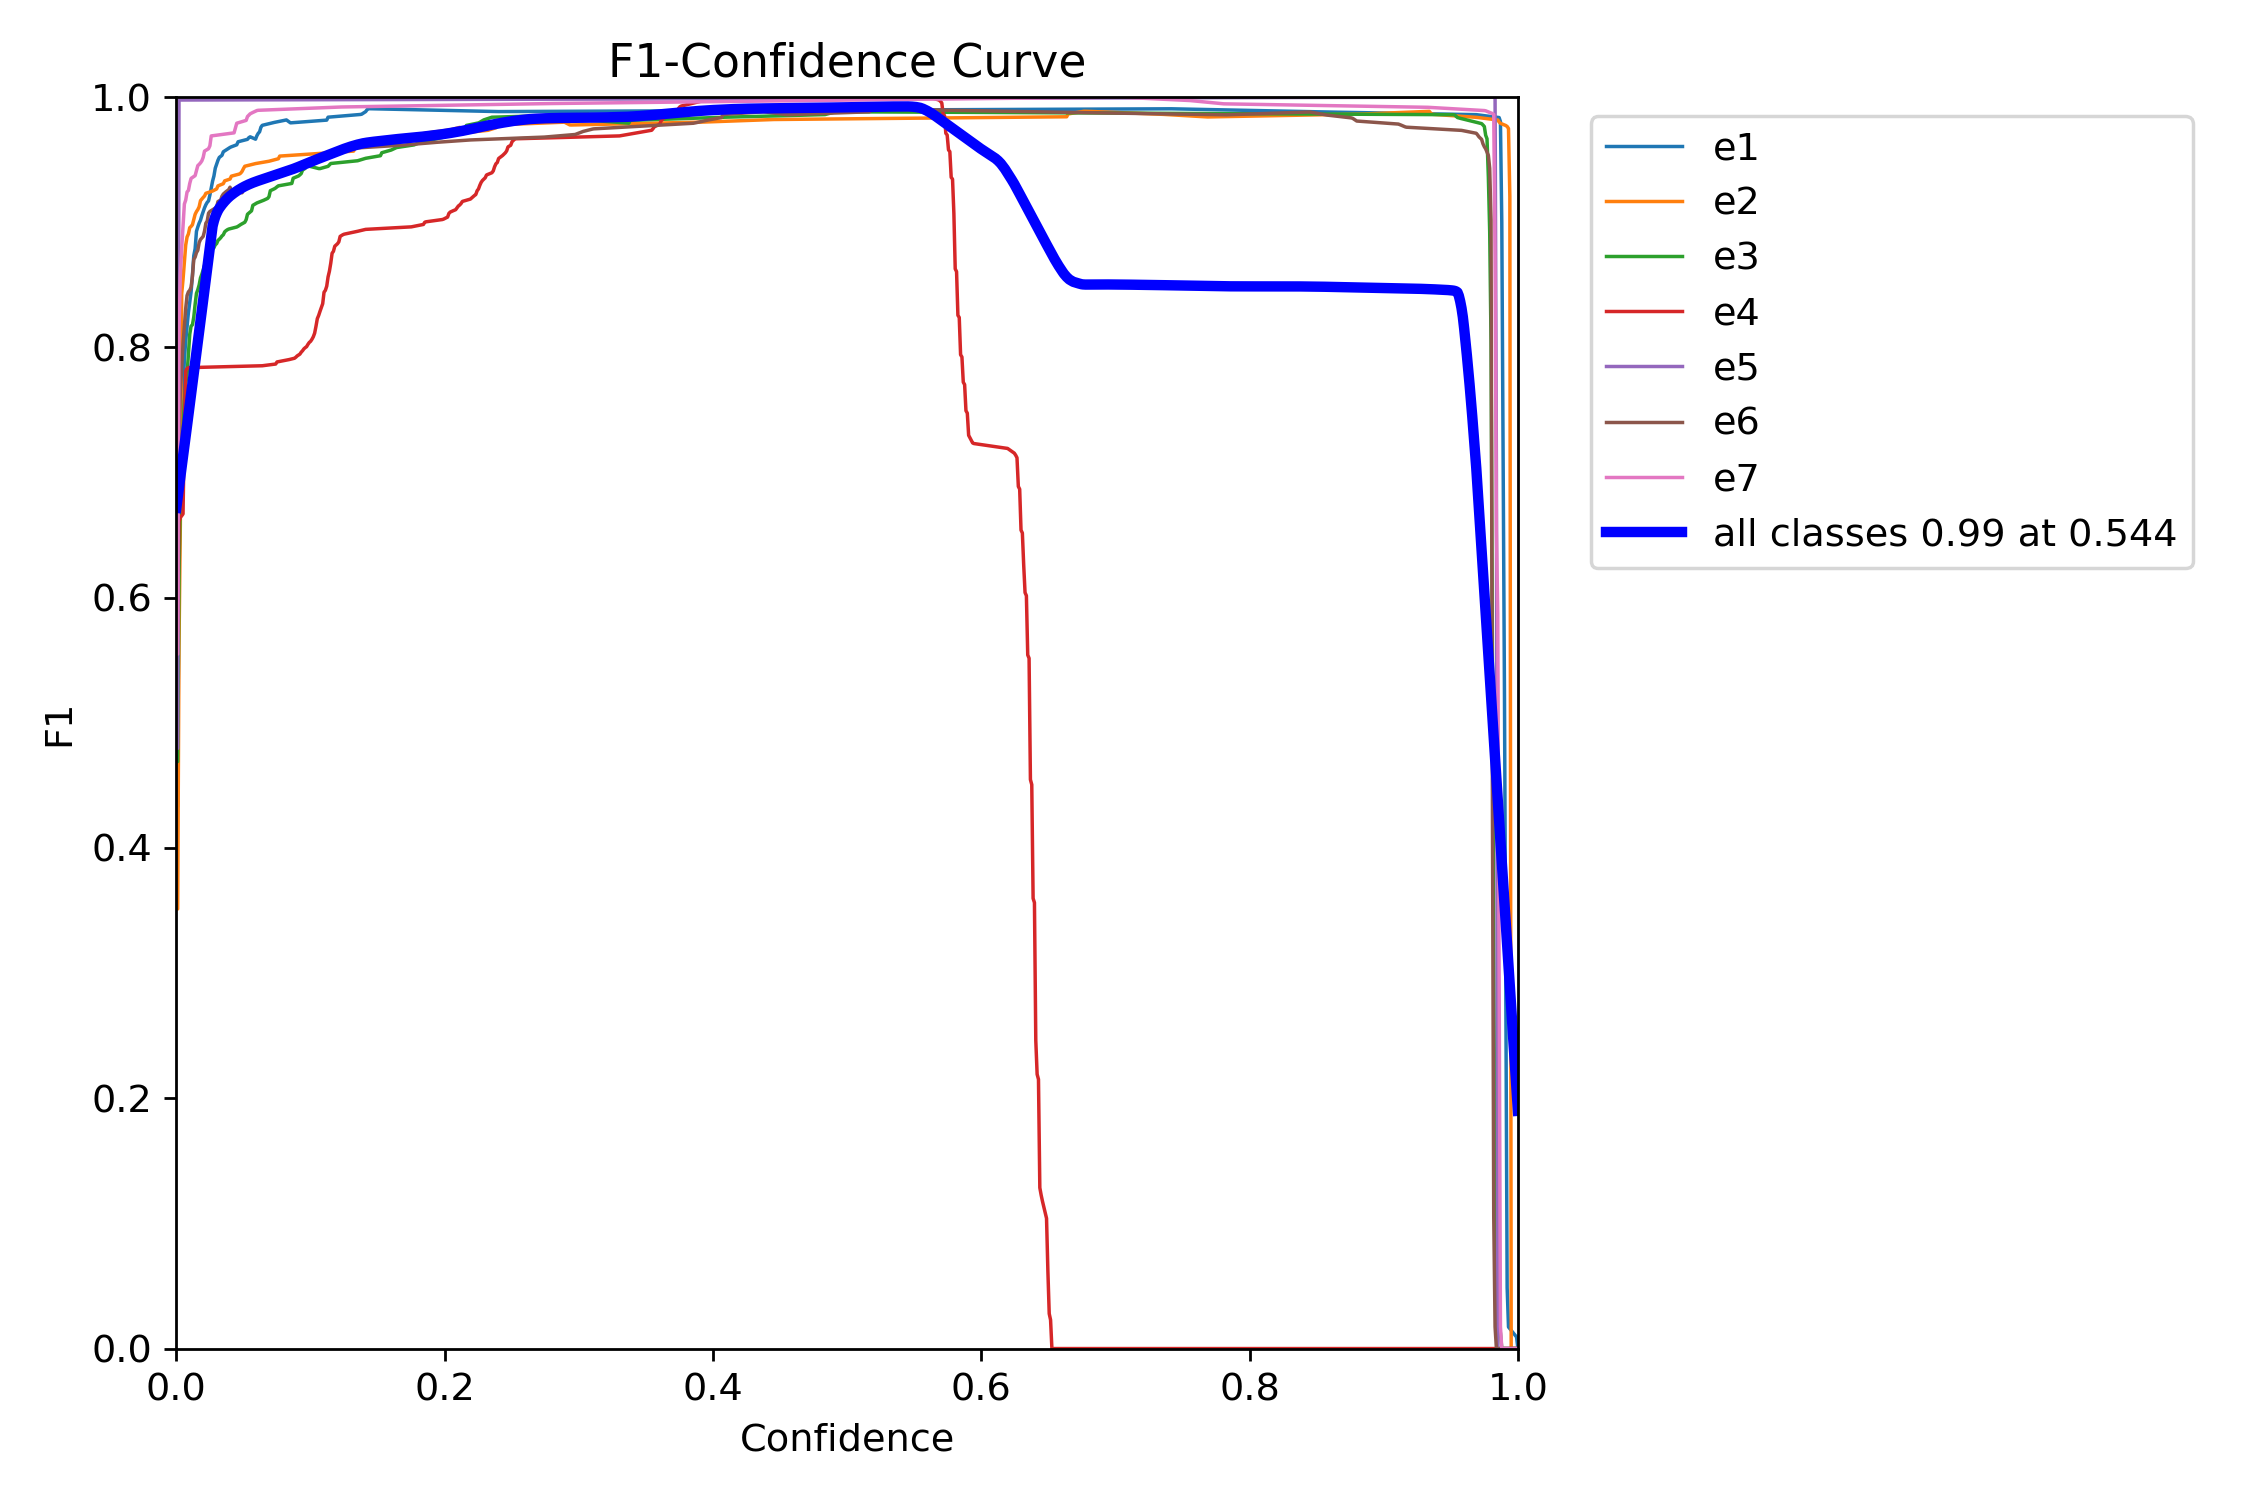 F1-Confidence Curve
1.0
0.8
0.6
0.4
0.2
0.0
F1
0.0 0.2 0.4 0.6 0.8 1.0
Confidence
e1
e2
e3
e4
e5
e6
e7
all classes 0.99 at 0.544